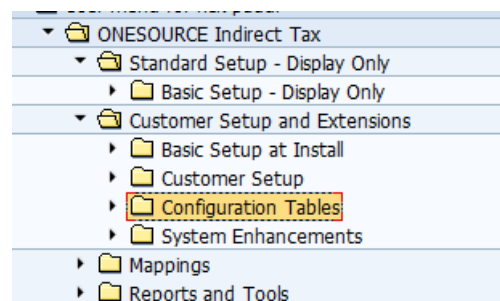 ONESOURCE Indirect Tax
Standard Setup - Display Only
Basic Setup - Display Only
Customer Setup and Extensions
Basic Setup at Install
Customer Setup
Configuration Tables
System Enhancements
Mappings
Reports and Tools